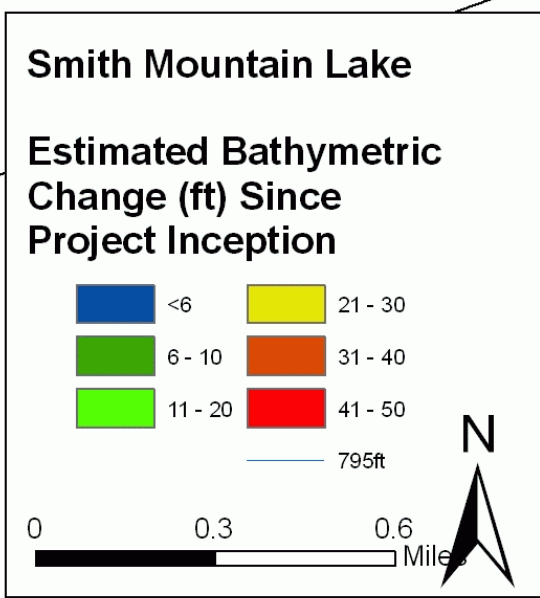 Smith Mountain Lake
Estimated Bathymetric
Change (ft) Since
Project Inception
<6
21 - 30
6 - 10
31 - 40
11 - 20
41 - 50
795ft
N
0 0.3 0.6
Miles